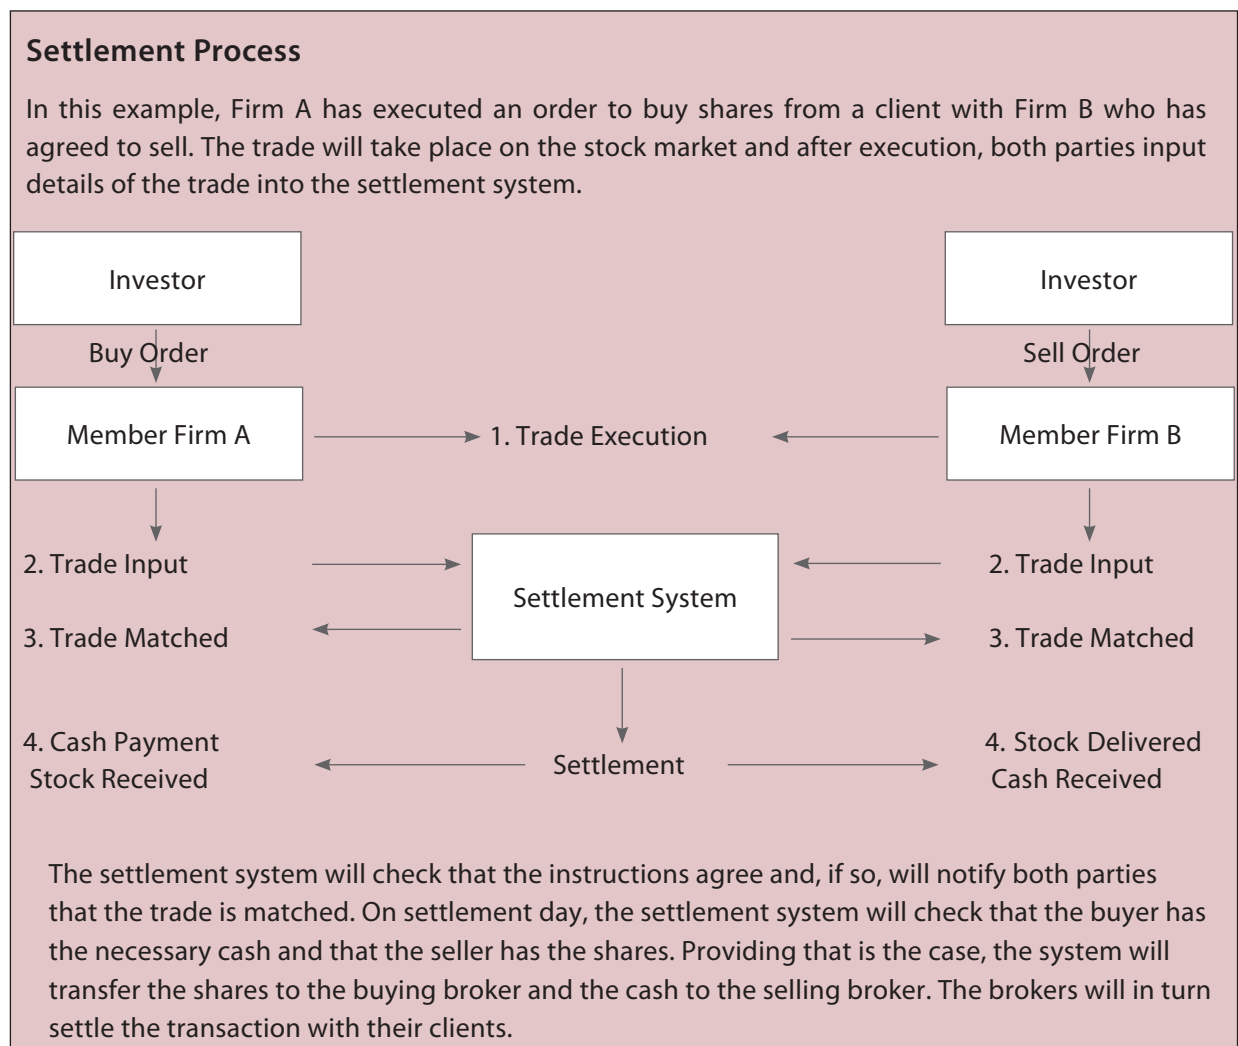 Settlement Process
In this example, Firm A has executed an order to buy shares from a client with Firm B who has
agreed to sell. The trade will take place on the stock market and after execution, both parties input
details of the trade into the settlement system.
Investor
Investor
Buy Order
Sell Order
Member Firm A
1. Trade Execution
Member Firm B
2. Trade Input
Settlement System
2. Trade Input
3. Trade Matched
3. Trade Matched
4. Cash Payment
Stock Received
Settlement
4. Stock Delivered
Cash Received
The settlement system will check that the instructions agree and, if so, will notify both parties
that the trade is matched. On settlement day, the settlement system will check that the buyer has
the necessary cash and that the seller has the shares. Providing that is the case, the system will
transfer the shares to the buying broker and the cash to the selling broker. The brokers will in turn
settle the transaction with their clients.